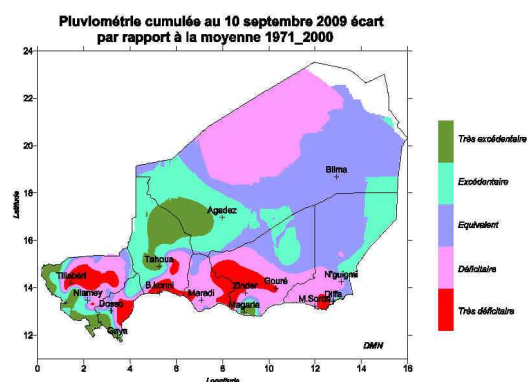 Pluviométrie cumulée au 10 septembre 2009 écart
par rapport à la moyenne 1971_2000
24
22
20
18
16
14
12
Latitude
Bilma
Agadez
Tahoua
Tillabéri
Niamey
Dosso
Gaya
B.konni
Maradi
Zinder
Gouré
Magaria
N'guigmi
Diffa
M.Soroa
DMN
0 2 4 6 8 10 12 14 16
Longitude
Très excédentaire
Excédentaire
Equivalent
Déficitaire
Très déficitaire